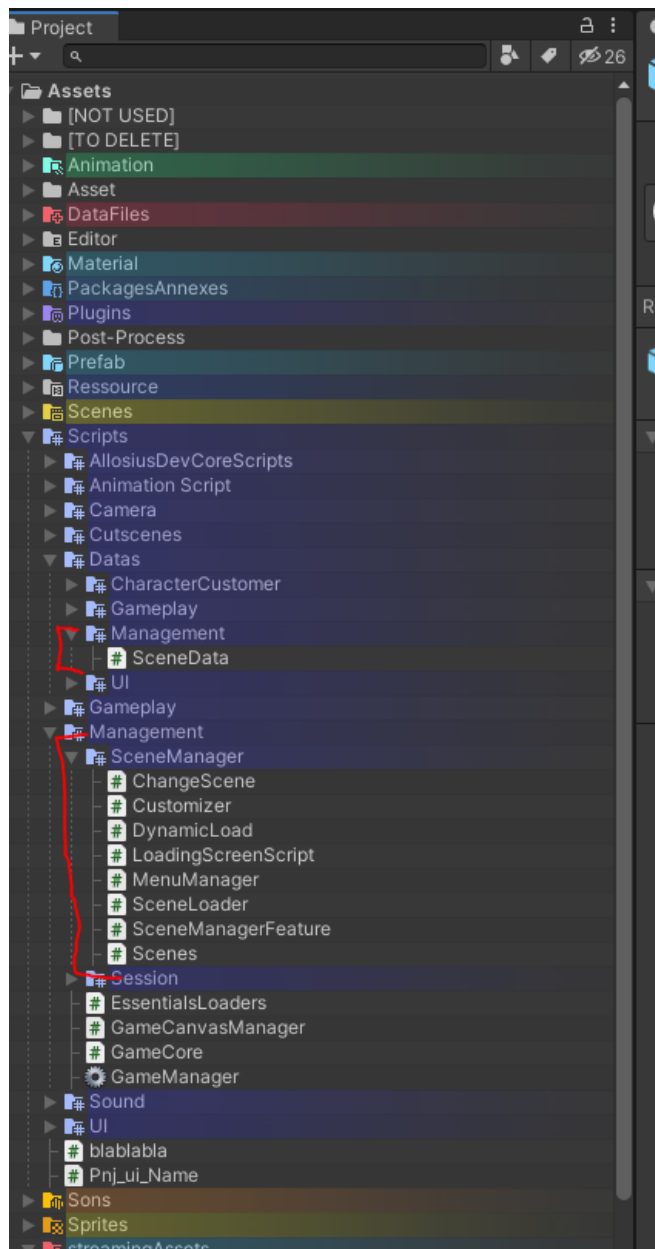 Project
26
Assets
[NOT USED]
[TO DELETE]
Animation
Asset
DataFiles
Editor
Material
PackagesAnnexes
Plugins
Post-Process
Prefab
Ressource
Scenes
Scripts
AllosiusDevCoreScripts
Animation Script
Camera
Cutscenes
Datas
CharacterCustomer
Gameplay
Management
SceneData
UI
Gameplay
Management
SceneManager
ChangeScene
Customizer
DynamicLoad
LoadingScreenScript
MenuManager
SceneLoader
SceneManagerFeature
Scenes
Session
EssentialsLoaders
GameCanvasManager
GameCore
GameManager
Sound
UI
blablabla
Pnj_ui_Name
Sons
Sprites
streamingAssets